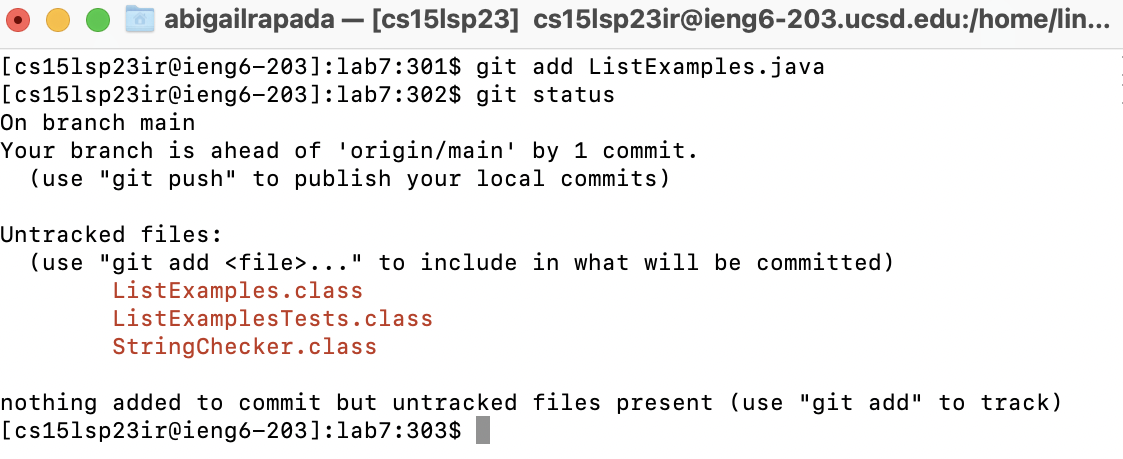 abigailrapada — [cs15lsp23] cs15lsp23ir@ieng6-203.ucsd.edu:/home/lin...
[cs15lsp23ir@ieng6-203]:lab7:301$ git add ListExamples.java
[cs15lsp23ir@ieng6-203]:lab7:302$ git status
On branch main
Your branch is ahead of 'origin/main' by 1 commit.
  (use "git push" to publish your local commits)

Untracked files:
  (use "git add <file>..." to include in what will be committed)
        ListExamples.class
        ListExamplesTests.class
        StringChecker.class

nothing added to commit but untracked files present (use "git add" to track)
[cs15lsp23ir@ieng6-203]:lab7:303$